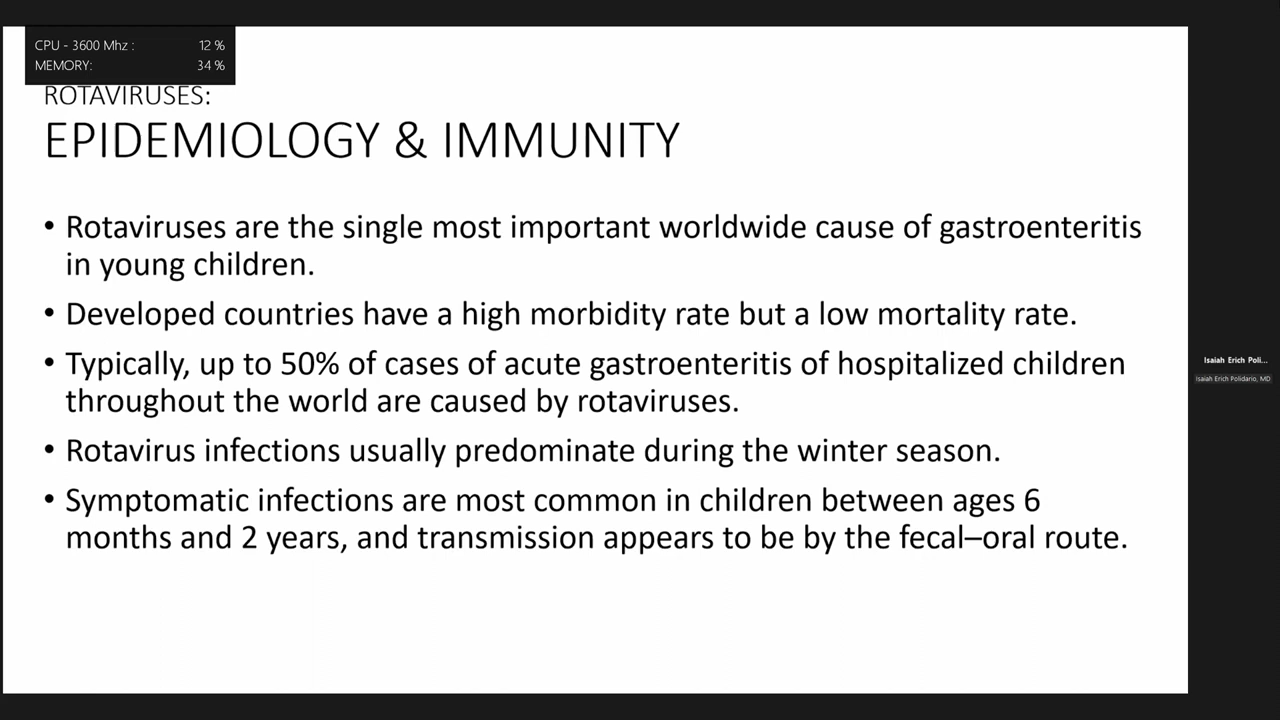 CPU - 3600 Mhz : 12 %
MEMORY: 34 %
ROTAVIRUSES:
EPIDEMIOLOGY & IMMUNITY
• Rotaviruses are the single most important worldwide cause of gastroenteritis
in young children.
• Developed countries have a high morbidity rate but a low mortality rate.
• Typically, up to 50% of cases of acute gastroenteritis of hospitalized children
throughout the world are caused by rotaviruses.
• Rotavirus infections usually predominate during the winter season.
• Symptomatic infections are most common in children between ages 6
months and 2 years, and transmission appears to be by the fecal–oral route.
Isaiah Erich Poli...
Isaiah Erich Polidario, MD